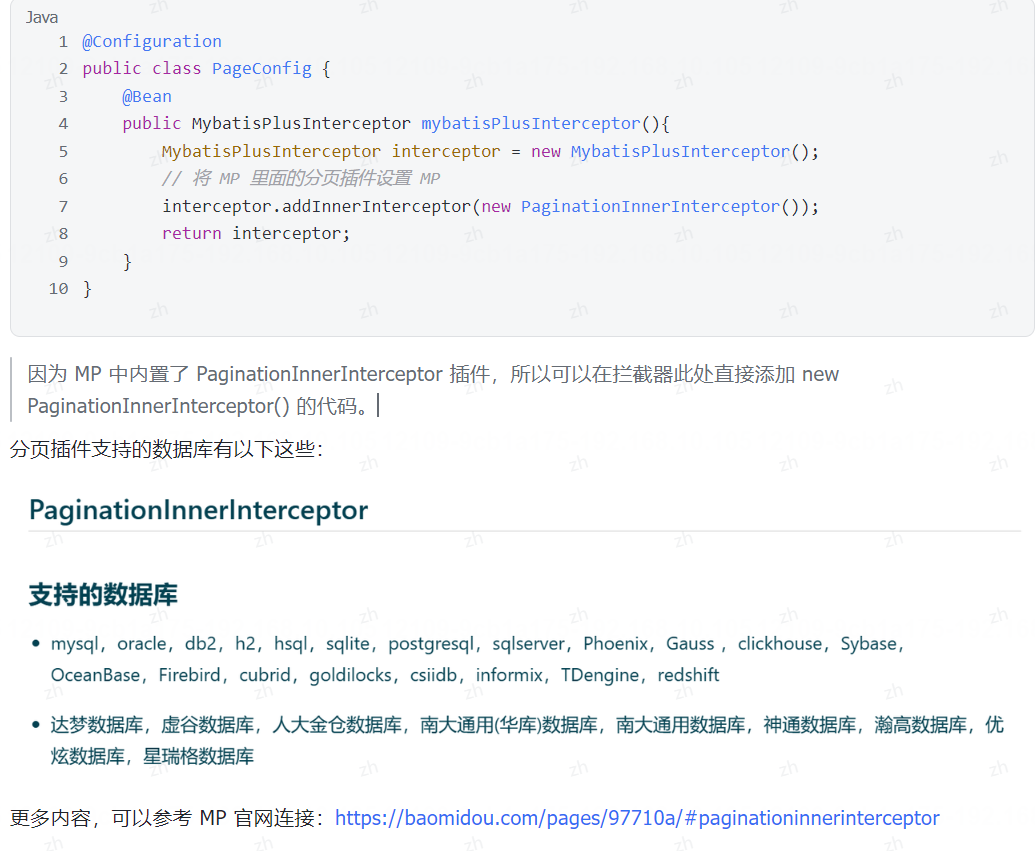 Java
1 @Configuration
2 public class PageConfig {
3     @Bean
4     public MybatisPlusInterceptor mybatisPlusInterceptor(){
5         MybatisPlusInterceptor interceptor = new MybatisPlusInterceptor();
6         // 将 MP 里面的分页插件设置 MP
7         interceptor.addInnerInterceptor(new PaginationInnerInterceptor());
8         return interceptor;
9     }
10 }
因为 MP 中内置了 PaginationInnerInterceptor 插件，所以可以在拦截器此处直接添加 new
PaginationInnerInterceptor() 的代码。
分页插件支持的数据库有以下这些：
PaginationInnerInterceptor
支持的数据库
• mysql，oracle，db2，h2，hsql，sqlite，postgresql，sqlserver，Phoenix，Gauss ，clickhouse，Sybase，
OceanBase，Firebird，cubrid，goldilocks，csiidb，informix，TDengine，redshift
• 达梦数据库，虚谷数据库，人大金仓数据库，南大通用(华库)数据库，南大通用数据库，神通数据库，瀚高数据库，优
炫数据库，星瑞格数据库
更多内容，可以参考 MP 官网连接：https://baomidou.com/pages/97710a/#paginationinnerinterceptor